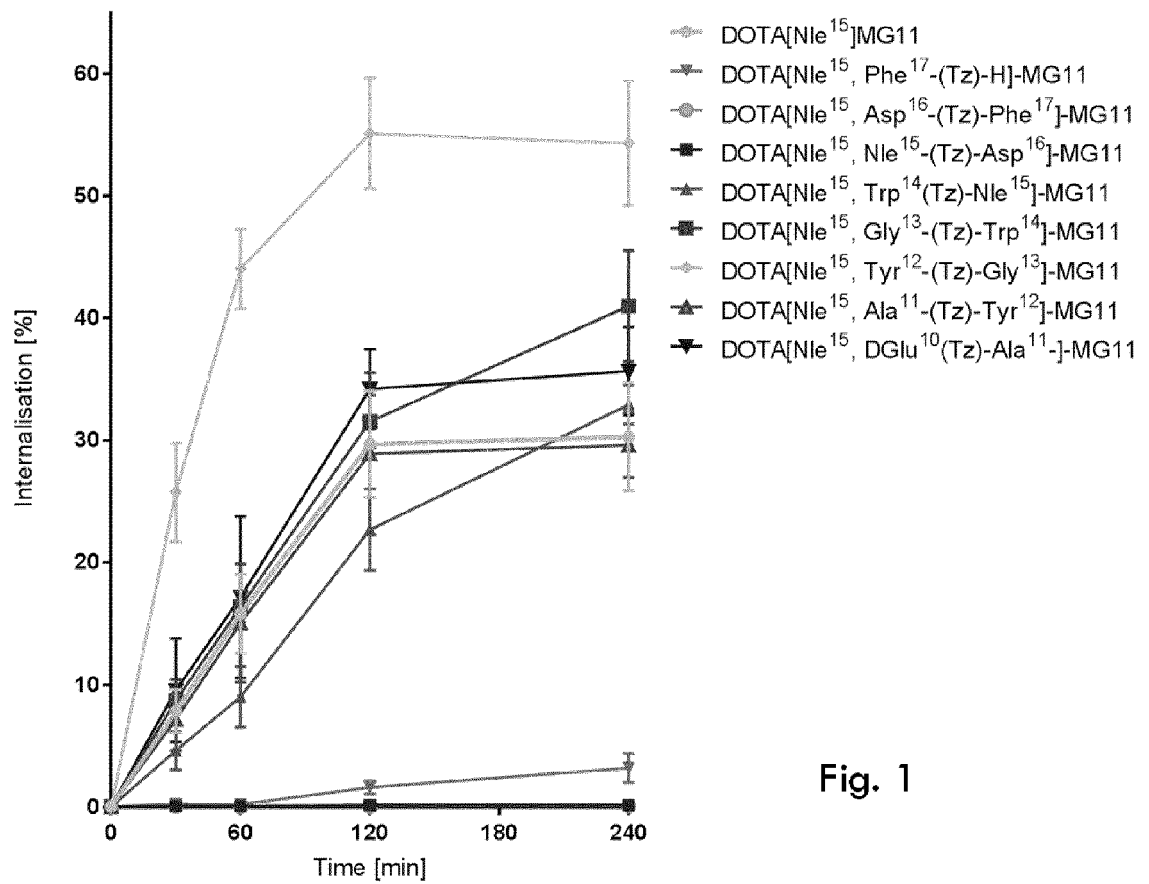 DOTA[Nle15]MG11
DOTA[Nle15, Phe17-(Tz)-H]-MG11
DOTA[Nle15, Asp16-(Tz)-Phe17]-MG11
DOTA[Nle15, Nle15-(Tz)-Asp16]-MG11
DOTA[Nle15, Trp14(Tz)-Nle15]-MG11
DOTA[Nle15, Gly13-(Tz)-Trp14]-MG11
DOTA[Nle15, Tyr12-(Tz)-Gly13]-MG11
DOTA[Nle15, Ala11-(Tz)-Tyr12]-MG11
DOTA[Nle15, DGlu10(Tz)-Ala11-]-MG11
Internalisation [%]
60
50
40
30
20
10
0
0 60 120 180 240
Time [min]
Fig. 1